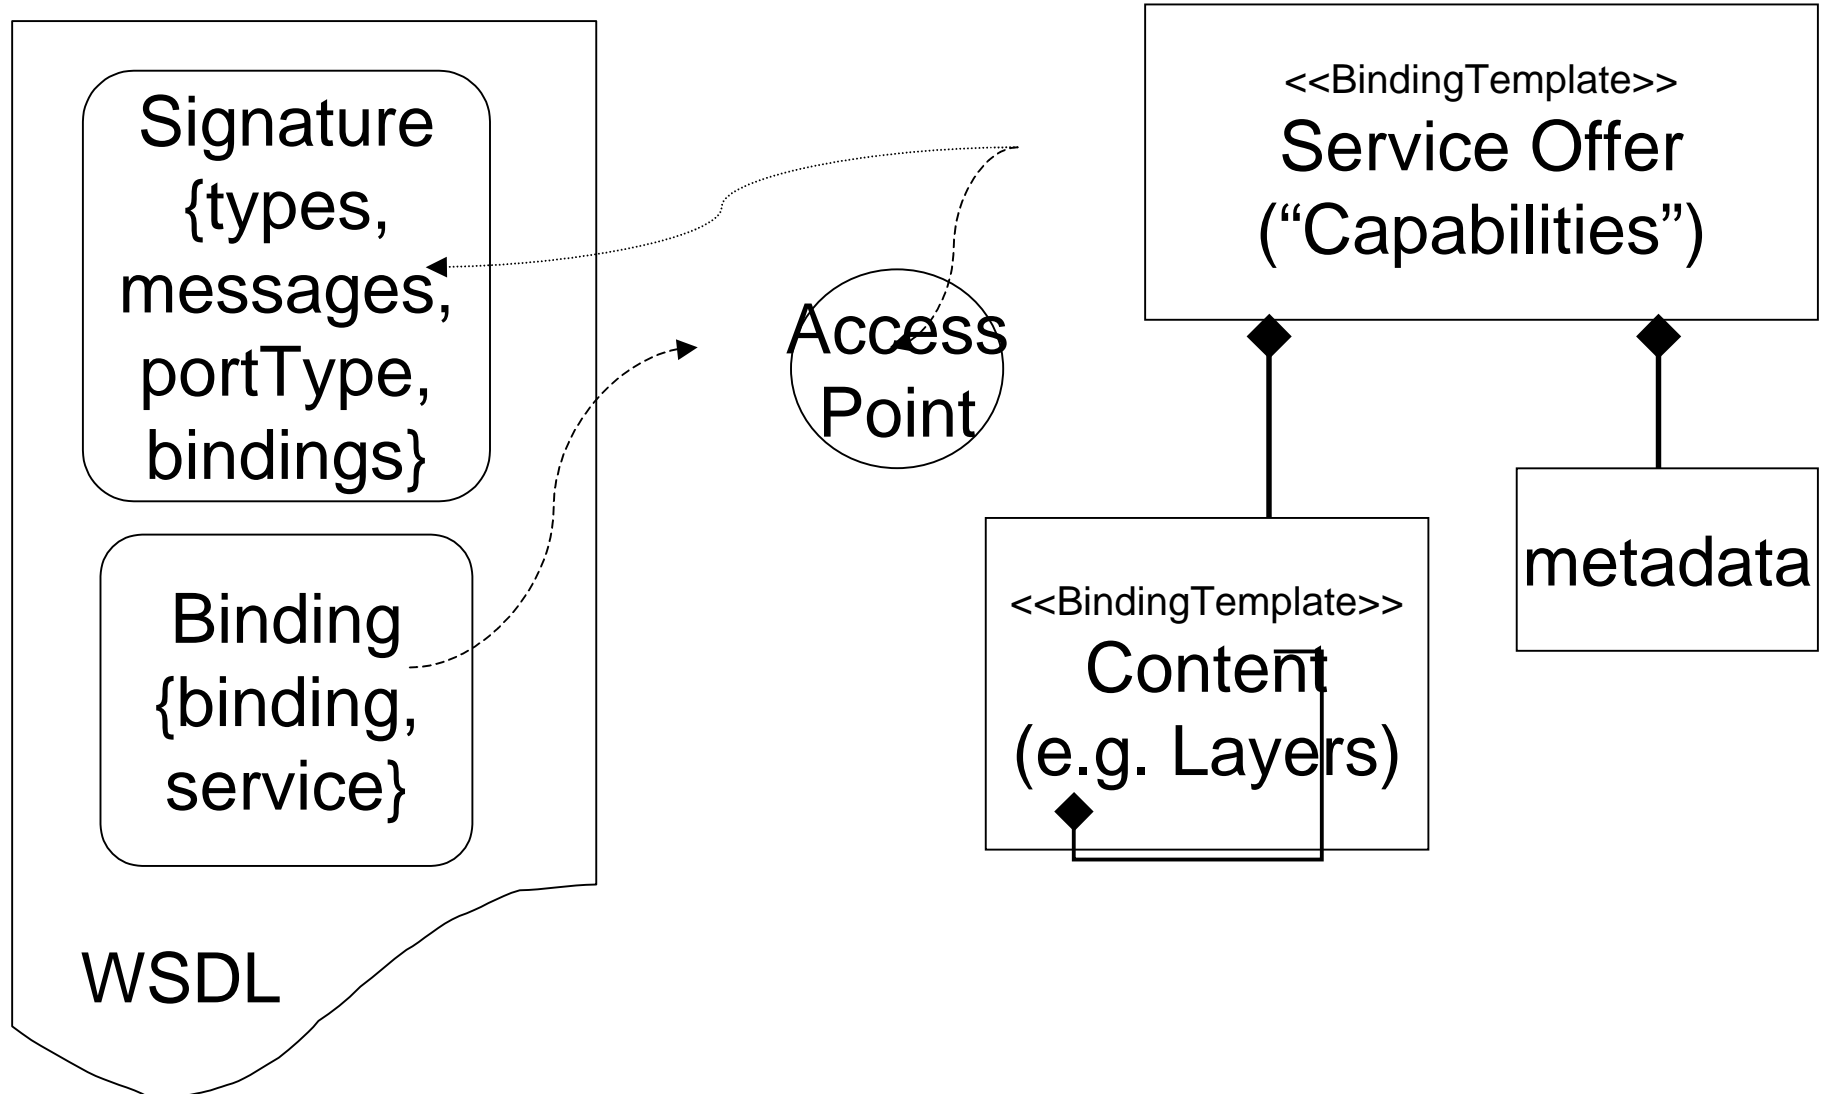 Signature
{types,
messages,
portType,
bindings}
Binding
{binding,
service}
WSDL
Access
Point
<<BindingTemplate>>
Service Offer
(“Capabilities”)
<<BindingTemplate>>
Content
(e.g. Layers)
metadata